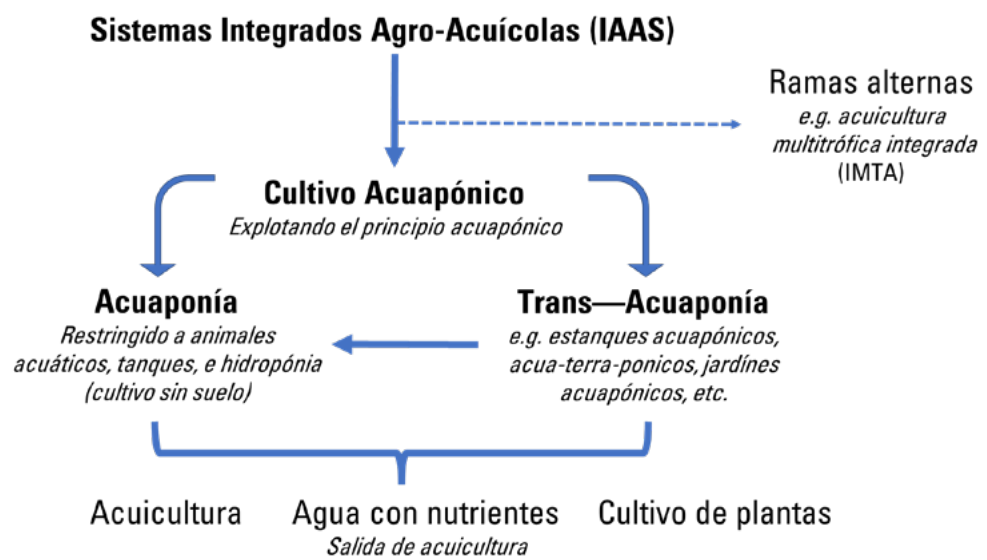 Sistemas Integrados Agro-Acuícolas (IAAS)
Ramas alternas
e.g. acuicultura
multitrófica integrada
(IMTA)
Cultivo Acuapónico
Explotando el principio acuapónico
Acuaponía
Restringido a animales
acuáticos, tanques, e hidropónia
(cultivo sin suelo)
Trans—Acuaponía
e.g. estanques acuapónicos,
acua-terra-ponicos, jardínes
acuapónicos, etc.
Acuicultura
Agua con nutrientes
Salida de acuicultura
Cultivo de plantas